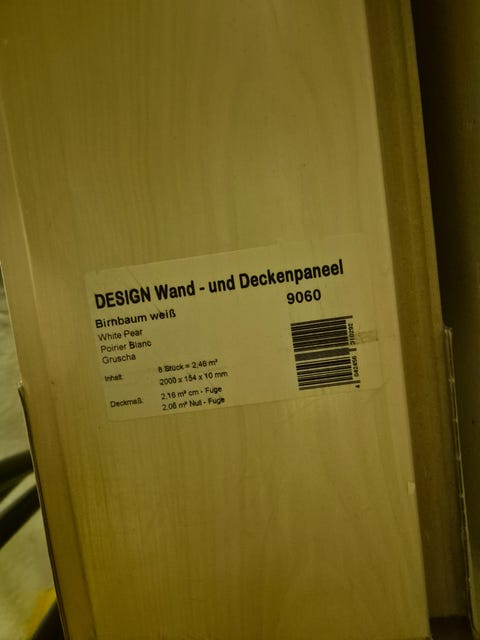 DESIGN Wand - und Deckenpaneel
9060
Birnbaum weiß
White Pear
Poirier Blanc
Gruscha
Inhalt: 8 Stück = 2,46 m²
2000 x 154 x 10 mm
Deckmaß: 2,16 m² cm - Fuge
2,06 m² Null - Fuge